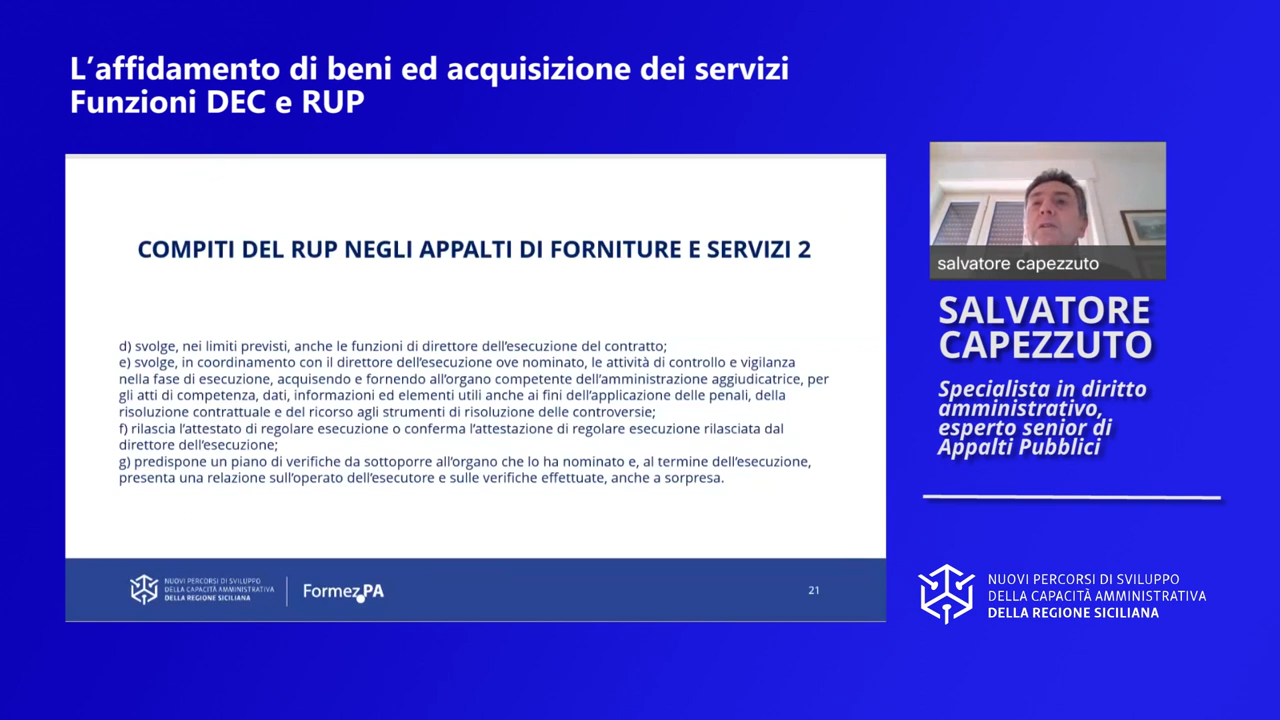 L'affidamento di beni ed acquisizione dei servizi
Funzioni DEC e RUP
COMPITI DEL RUP NEGLI APPALTI DI FORNITURE E SERVIZI 2
d) svolge, nei limiti previsti, anche le funzioni di direttore dell'esecuzione del contratto;
e) svolge, in coordinamento con il direttore dell'esecuzione ove nominato, le attività di controllo e vigilanza
nella fase di esecuzione, acquisendo e fornendo all'organo competente dell'amministrazione aggiudicatrice, per
gli atti di competenza, dati, informazioni ed elementi utili anche ai fini dell'applicazione delle penali, della
risoluzione contrattuale e del ricorso agli strumenti di risoluzione delle controversie;
f) rilascia l'attestato di regolare esecuzione o conferma l'attestazione di regolare esecuzione rilasciata dal
direttore dell'esecuzione;
g) predispone un piano di verifiche da sottoporre all'organo che lo ha nominato e, al termine dell'esecuzione,
presenta una relazione sull'operato dell'esecutore e sulle verifiche effettuate, anche a sorpresa.
NUOVI PERCORSI DI SVILUPPO
DELLA CAPACITÀ AMMINISTRATIVA
DELLA REGIONE SICILIANA
FormezPA
21
salvatore capezzuto
SALVATORE
CAPEZZUTO
Specialista in diritto
amministrativo,
esperto senior di
Appalti Pubblici
NUOVI PERCORSI DI SVILUPPO
DELLA CAPACITÀ AMMINISTRATIVA
DELLA REGIONE SICILIANA